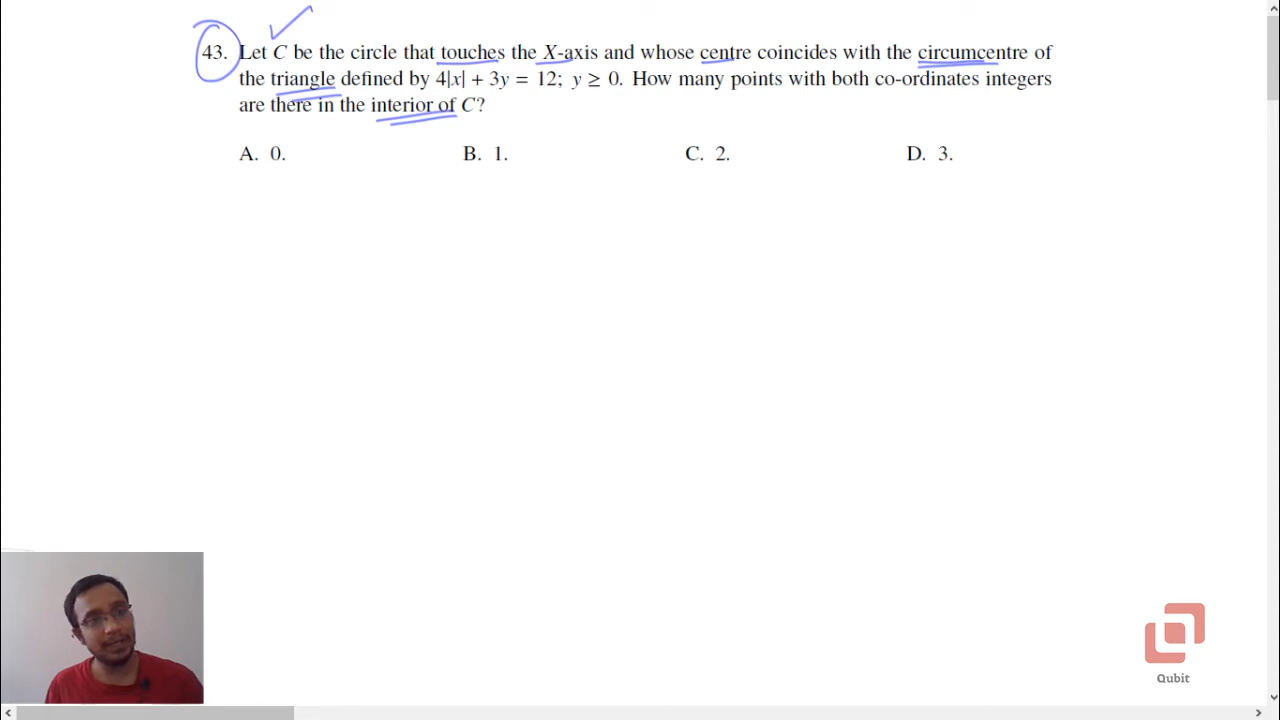 43. Let C be the circle that touches the X-axis and whose centre coincides with the circumcentre of
the triangle defined by 4|x| + 3y = 12; y ≥ 0. How many points with both co-ordinates integers
are there in the interior of C?
A. 0. B. 1. C. 2. D. 3.
Qubit